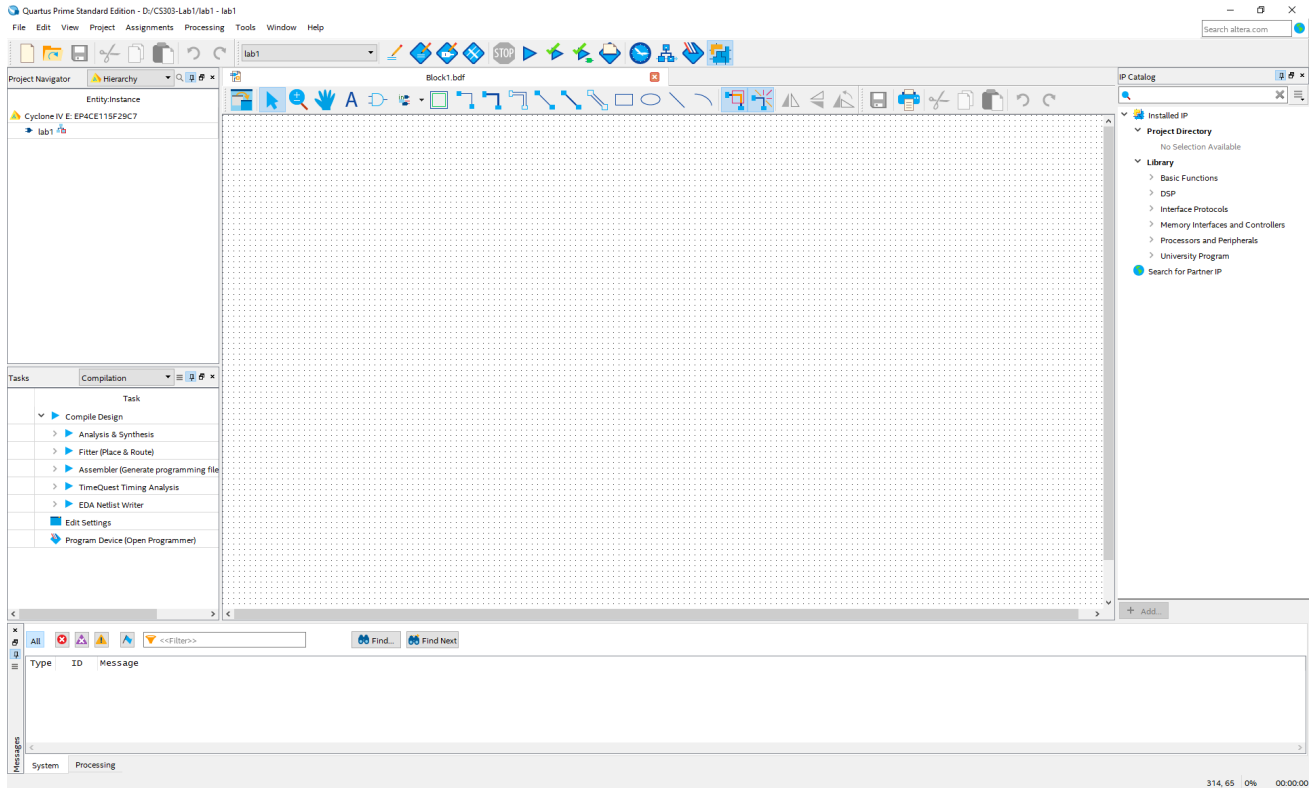 Quartus Prime Standard Edition - D:/CS303-Lab1/lab1 - lab1
File Edit View Project Assignments Processing Tools Window Help
Search altera.com
lab1
STOP
Project Navigator
Hierarchy
Block1.bdf
IP Catalog
Entity:Instance
Cyclone IV E: EP4CE115F29C7
lab1
A
Installed IP
Project Directory
No Selection Available
Library
Basic Functions
DSP
Interface Protocols
Memory Interfaces and Controllers
Processors and Peripherals
University Program
Search for Partner IP
Tasks
Compilation
Task
Compile Design
Analysis & Synthesis
Fitter (Place & Route)
Assembler (Generate programming file
TimeQuest Timing Analysis
EDA Netlist Writer
Edit Settings
Program Device (Open Programmer)
+ Add...
All
<<Filter>>
Find...
Find Next
Type ID Message
Messages
System Processing
314, 65 0% 00:00:00